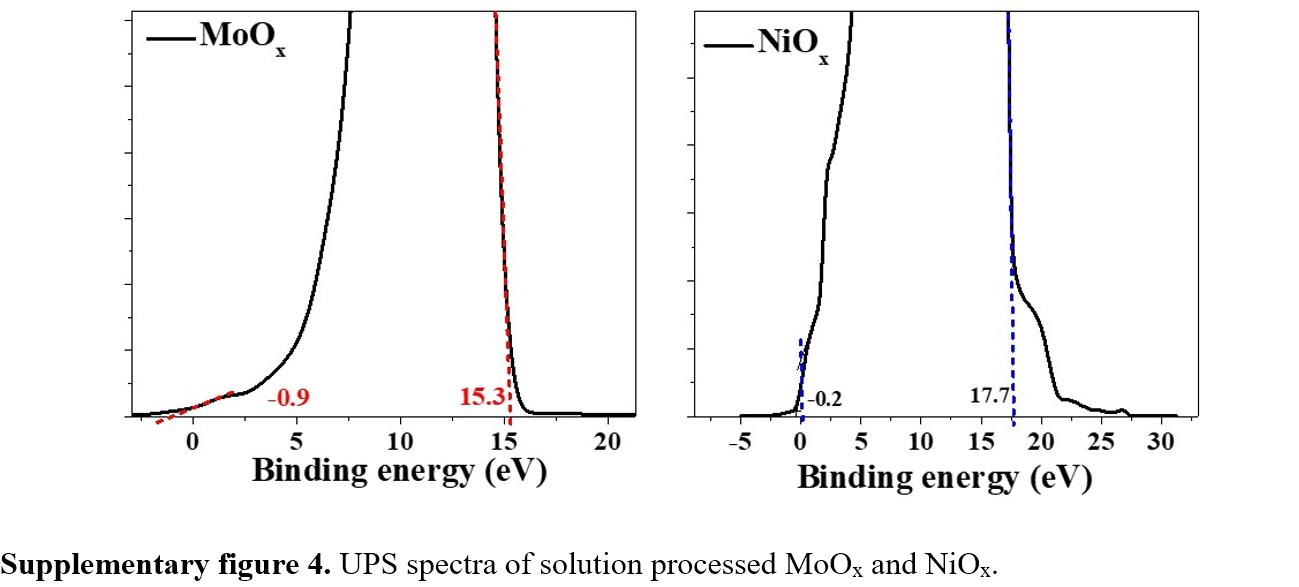 MoOx
-0.9
15.3
0 5 10 15 20
Binding energy (eV)
NiOx
-0.2
17.7
-5 0 5 10 15 20 25 30
Binding energy (eV)
Supplementary figure 4. UPS spectra of solution processed MoOx and NiOx.